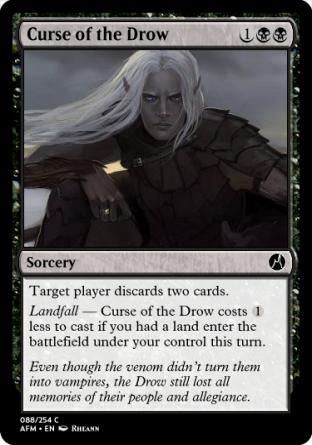 Curse of the Drow 1
Sorcery
Target player discards two cards.
Landfall — Curse of the Drow costs 1
less to cast if you had a land enter the
battlefield under your control this turn.
Even though the venom didn't turn them
into vampires, the Drow still lost all
memories of their people and allegiance.
088/254 C
AFM • EN Rheann